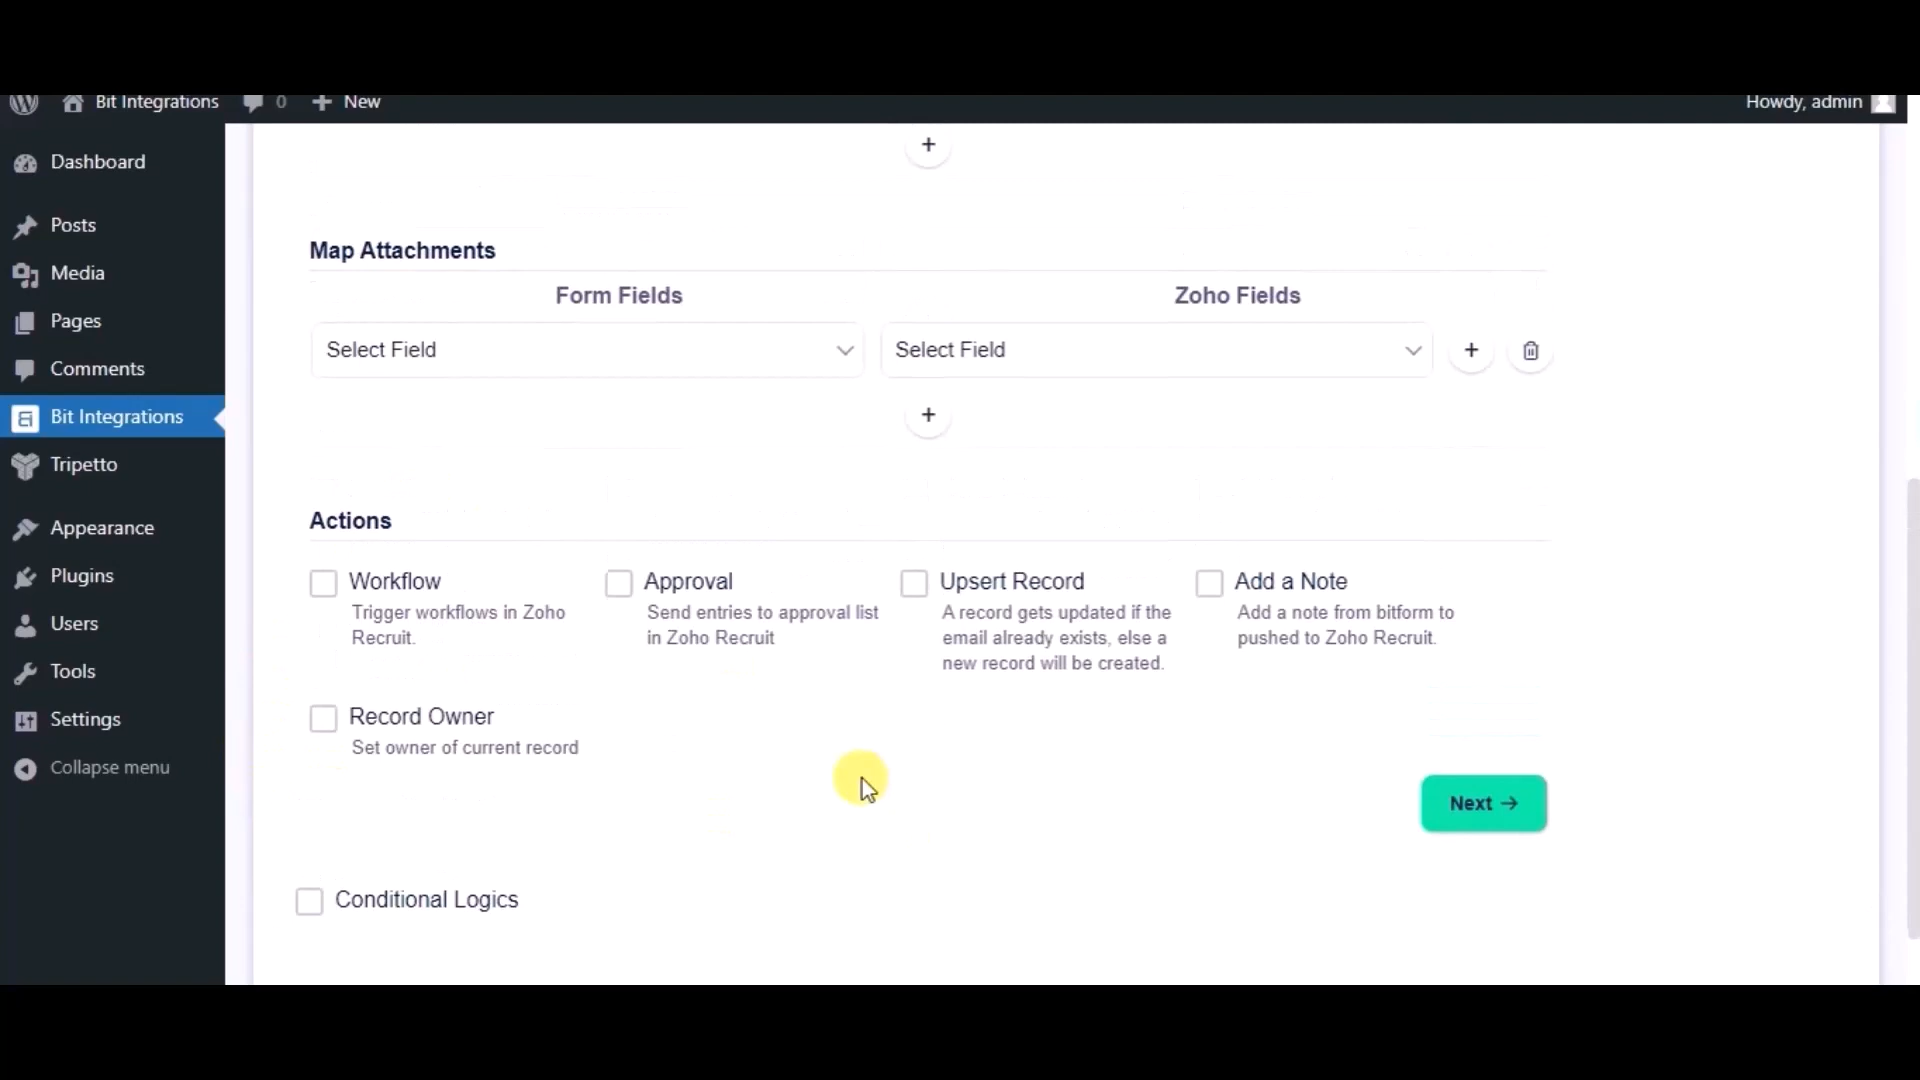 Bit Integrations 0 New Howdy, admin
Dashboard
Posts
Media
Pages
Comments
Bit Integrations
Tripetto
Appearance
Plugins
Users
Tools
Settings
Collapse menu
Map Attachments
Form Fields Zoho Fields
Select Field Select Field
Actions
Workflow
Trigger workflows in Zoho
Recruit.
Approval
Send entries to approval list
in Zoho Recruit
Upsert Record
A record gets updated if the
email already exists, else a
new record will be created.
Add a Note
Add a note from bitform to
pushed to Zoho Recruit.
Record Owner
Set owner of current record
Next →
Conditional Logics